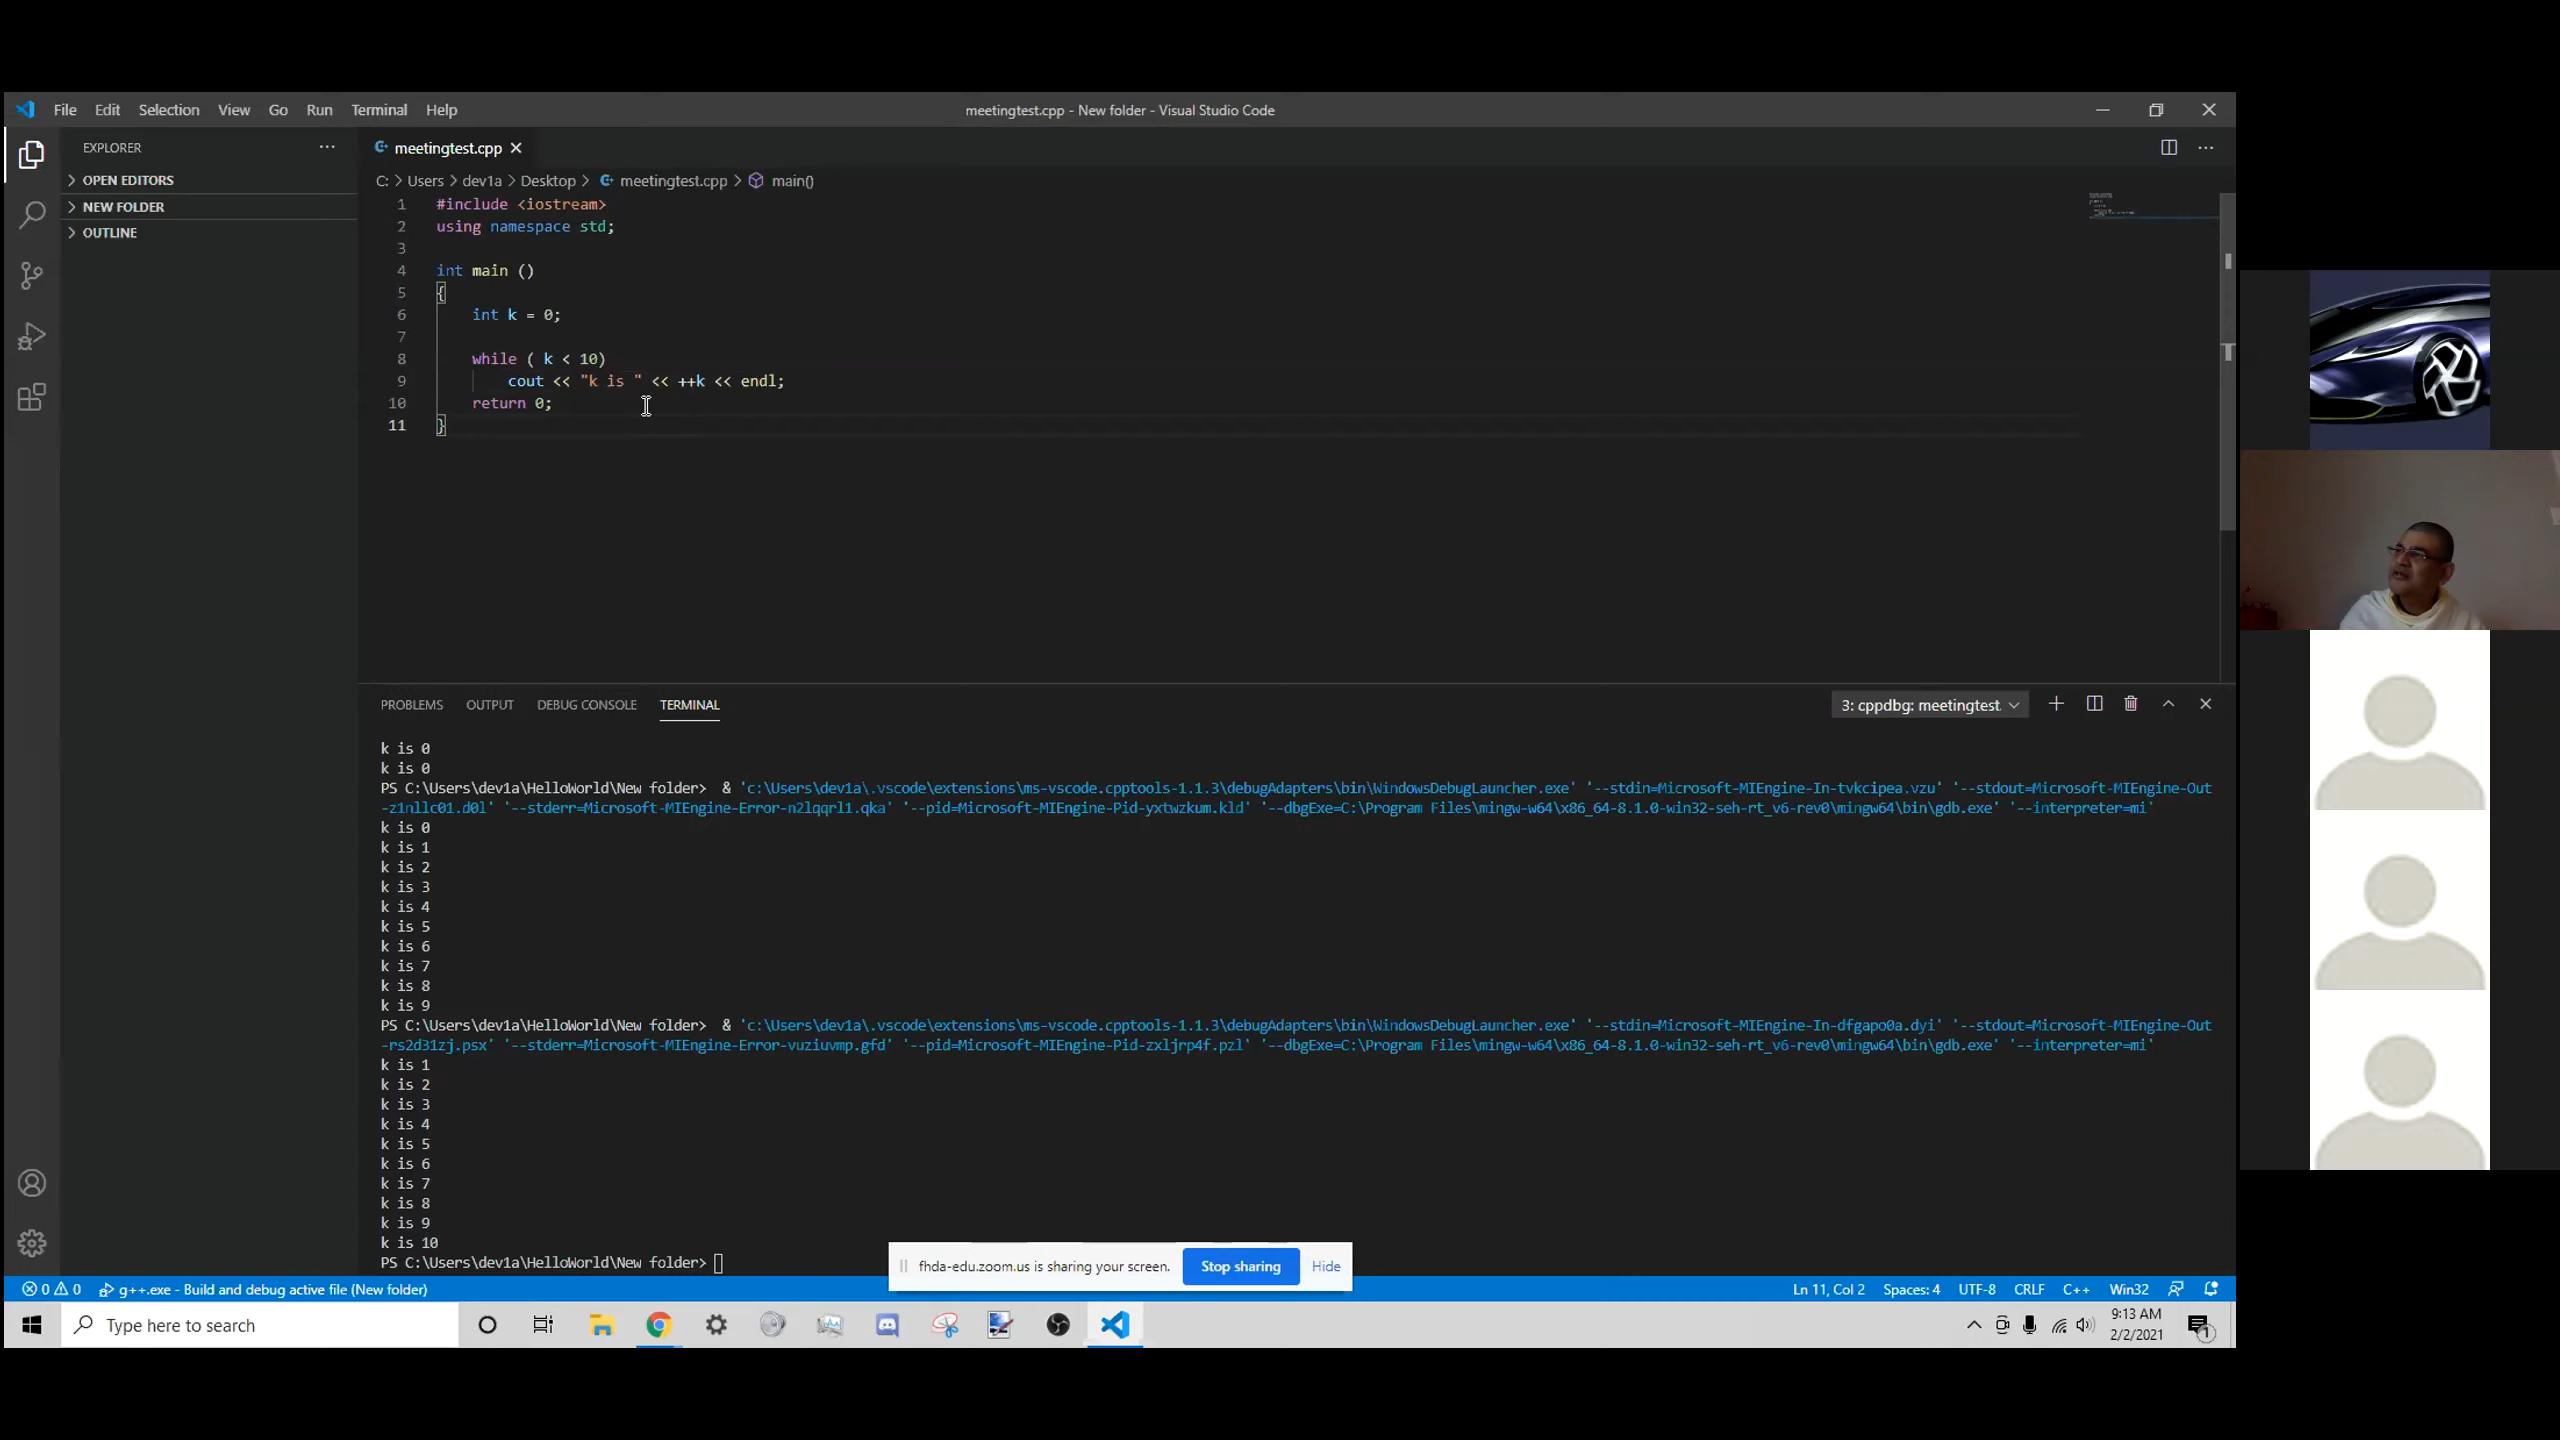 File Edit Selection View Go Run Terminal Help
meetingtest.cpp - New folder - Visual Studio Code
EXPLORER
OPEN EDITORS
NEW FOLDER
OUTLINE
meetingtest.cpp
C: > Users > dev1a > Desktop > meetingtest.cpp > main()
1 #include <iostream>
2 using namespace std;
3
4 int main ()
5 {
6 int k = 0;
7
8 while ( k < 10)
9 cout << "k is " << ++k << endl;
10 return 0;
11 }
PROBLEMS OUTPUT DEBUG CONSOLE TERMINAL
3: cppdbg: meetingtest
k is 0
k is 0
PS C:\Users\dev1a\HelloWorld\New folder> & 'c:\Users\dev1a\.vscode\extensions\ms-vscode.cpptools-1.1.3\debugAdapters\bin\WindowsDebugLauncher.exe' '--stdin=Microsoft-MIEngine-In-tvkcipea.vzu' '--stdout=Microsoft-MIEngine-Out
-z1nllc01.d0l' '--stderr=Microsoft-MIEngine-Error-n2lqqrl1.qka' '--pid=Microsoft-MIEngine-Pid-yxtwzkum.kld' '--dbgExe=C:\Program Files\mingw-w64\x86_64-8.1.0-win32-seh-rt_v6-rev0\mingw64\bin\gdb.exe' '--interpreter=mi'
k is 0
k is 1
k is 2
k is 3
k is 4
k is 5
k is 6
k is 7
k is 8
k is 9
PS C:\Users\dev1a\HelloWorld\New folder> & 'c:\Users\dev1a\.vscode\extensions\ms-vscode.cpptools-1.1.3\debugAdapters\bin\WindowsDebugLauncher.exe' '--stdin=Microsoft-MIEngine-In-dfgapo0a.dyi' '--stdout=Microsoft-MIEngine-Out
-rs2d31zj.psx' '--stderr=Microsoft-MIEngine-Error-vuziuvmp.gfd' '--pid=Microsoft-MIEngine-Pid-zxljrp4f.pzl' '--dbgExe=C:\Program Files\mingw-w64\x86_64-8.1.0-win32-seh-rt_v6-rev0\mingw64\bin\gdb.exe' '--interpreter=mi'
k is 1
k is 2
k is 3
k is 4
k is 5
k is 6
k is 7
k is 8
k is 9
k is 10
PS C:\Users\dev1a\HelloWorld\New folder>
fhda-edu.zoom.us is sharing your screen. Stop sharing Hide
0 0 g++.exe - Build and debug active file (New folder)
Ln 11, Col 2 Spaces: 4 UTF-8 CRLF C++ Win32
Type here to search
9:13 AM
2/2/2021
1